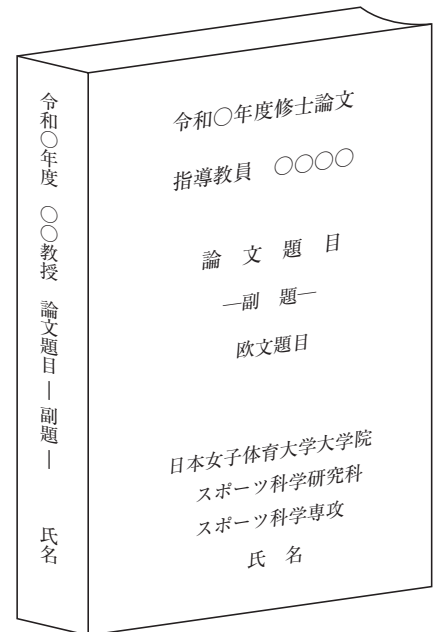 令和○年度　○○教授　論文題目―副題―　氏名
令和○年度修士論文
指導教員　○○○○
論　文　題　目
―副　題―
欧文題目
日本女子体育大学大学院
スポーツ科学研究科
スポーツ科学専攻
氏　名